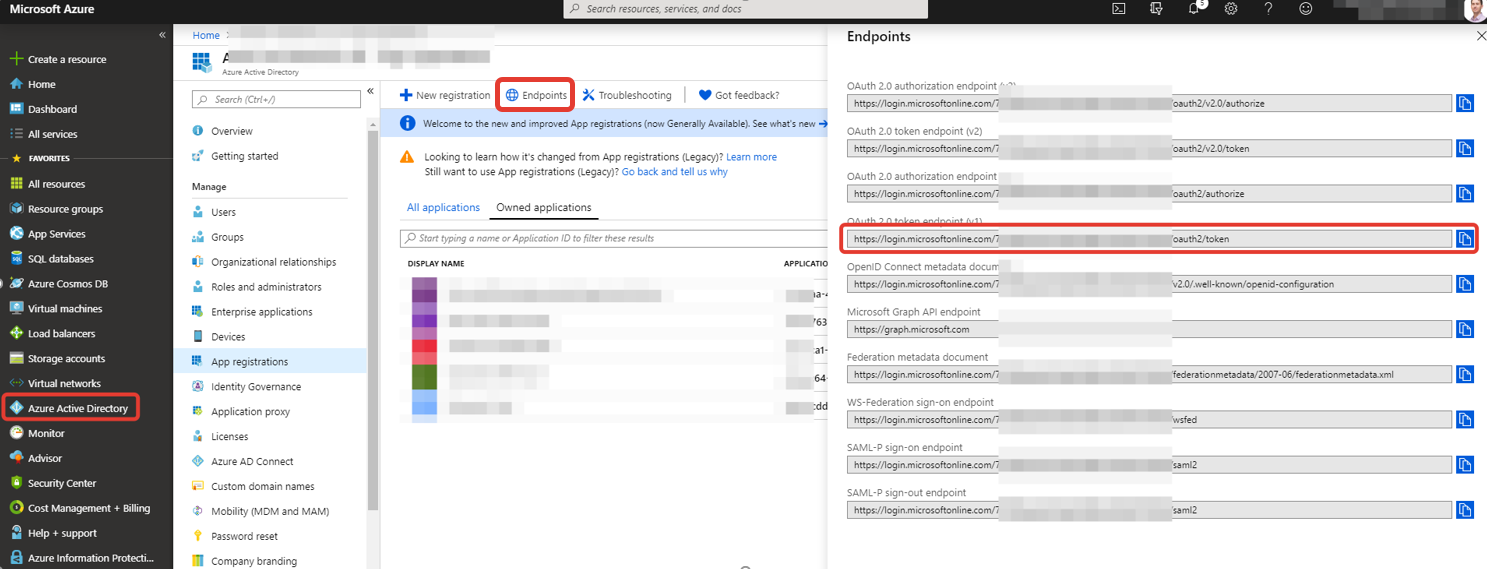 Microsoft Azure
Search resources, services, and docs
5
«
Create a resource
Home
Dashboard
All services
FAVORITES
All resources
Resource groups
App Services
SQL databases
Azure Cosmos DB
Virtual machines
Load balancers
Storage accounts
Virtual networks
Azure Active Directory
Monitor
Advisor
Security Center
Cost Management + Billing
Help + support
Azure Information Protecti...
Home
Azure Active Directory
Search (Ctrl+/)
«
Overview
Getting started
Manage
Users
Groups
Organizational relationships
Roles and administrators
Enterprise applications
Devices
App registrations
Identity Governance
Application proxy
Licenses
Azure AD Connect
Custom domain names
Mobility (MDM and MAM)
Password reset
Company branding
New registration Endpoints Troubleshooting Got feedback?
Welcome to the new and improved App registrations (now Generally Available). See what's new →
Looking to learn how it's changed from App registrations (Legacy)? Learn more
Still want to use App registrations (Legacy)? Go back and tell us why
All applications Owned applications
Start typing a name or Application ID to filter these results
DISPLAY NAME APPLICATIO
Endpoints
OAuth 2.0 authorization endpoint (v2)
https://login.microsoftonline.com/7 /oauth2/v2.0/authorize
OAuth 2.0 token endpoint (v2)
https://login.microsoftonline.com/7 /oauth2/v2.0/token
OAuth 2.0 authorization endpoint
https://login.microsoftonline.com/7 /oauth2/authorize
OAuth 2.0 token endpoint (v1)
https://login.microsoftonline.com/7 /oauth2/token
OpenID Connect metadata docum
https://login.microsoftonline.com/7 /v2.0/.well-known/openid-configuration
Microsoft Graph API endpoint
https://graph.microsoft.com
Federation metadata document
https://login.microsoftonline.com/7 /federationmetadata/2007-06/federationmetadata.xml
WS-Federation sign-on endpoint
https://login.microsoftonline.com/7 /wsfed
SAML-P sign-on endpoint
https://login.microsoftonline.com/7 /saml2
SAML-P sign-out endpoint
https://login.microsoftonline.com/7 /saml2